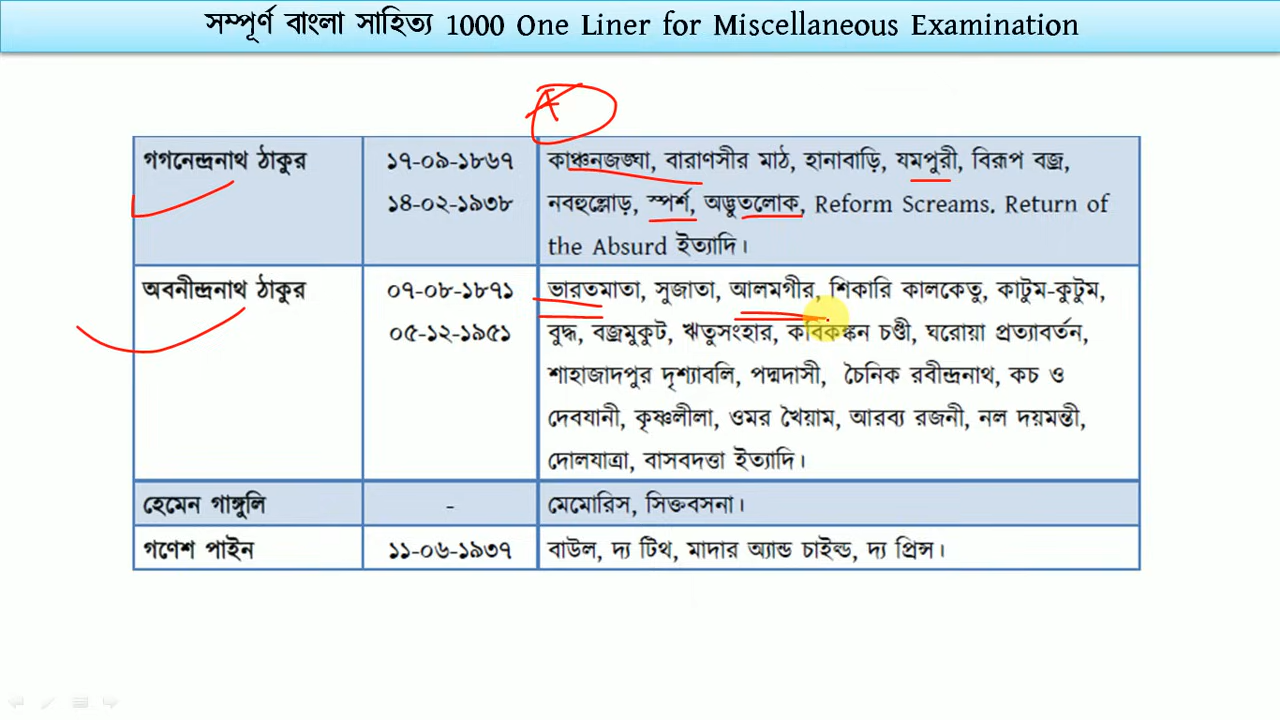 সম্পূর্ণ বাংলা সাহিত্য 1000 One Liner for Miscellaneous Examination
A
গগনেন্দ্রনাথ ঠাকুর ১৭-০৯-১৮৬৭ কাঞ্চনজঙ্ঘা, বারাণসীর মাঠ, হানাবাড়ি, যমপুরী, বিরূপ বজ্র,
১৪-০২-১৯৩৮ নবহুল্লোড়, স্পর্শ, অদ্ভুতলোক, Reform Screams. Return of
the Absurd ইত্যাদি।
অবনীন্দ্রনাথ ঠাকুর ০৭-০৮-১৮৭১ ভারতমাতা, সুজাতা, আলমগীর, শিকারি কালকেতু, কাটুম-কুটুম,
০৫-১২-১৯৫১ বুদ্ধ, বজ্রমুকুট, ঋতুসংহার, কবিকঙ্কন চণ্ডী, ঘরোয়া প্রত্যাবর্তন,
শাহাজাদপুর দৃশ্যাবলি, পদ্মদাসী, চৈনিক রবীন্দ্রনাথ, কচ ও
দেবযানী, কৃষ্ণলীলা, ওমর খৈয়াম, আরব্য রজনী, নল দয়মন্তী,
দোলযাত্রা, বাসবদত্তা ইত্যাদি।
হেমেন গাঙ্গুলি - মেমোরিস, সিক্তবসনা।
গণেশ পাইন ১১-০৬-১৯৩৭ বাউল, দ্য টিথ, মাদার অ্যান্ড চাইল্ড, দ্য প্রিন্স।